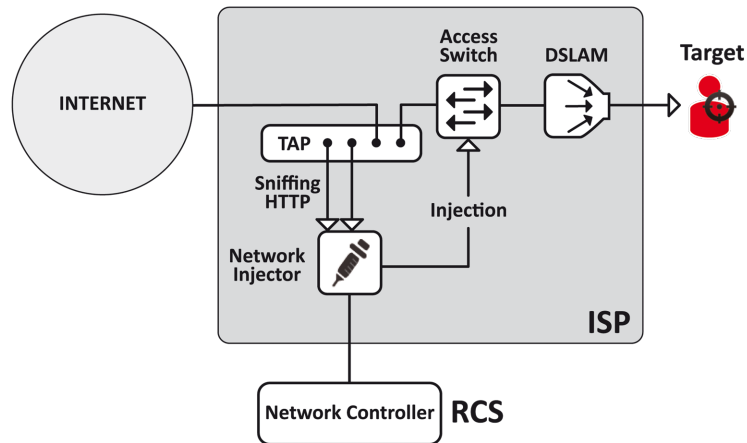 Access
Switch
DSLAM
Target
INTERNET
TAP
Sniffing
HTTP
Injection
Network
Injector
ISP
Network Controller
RCS